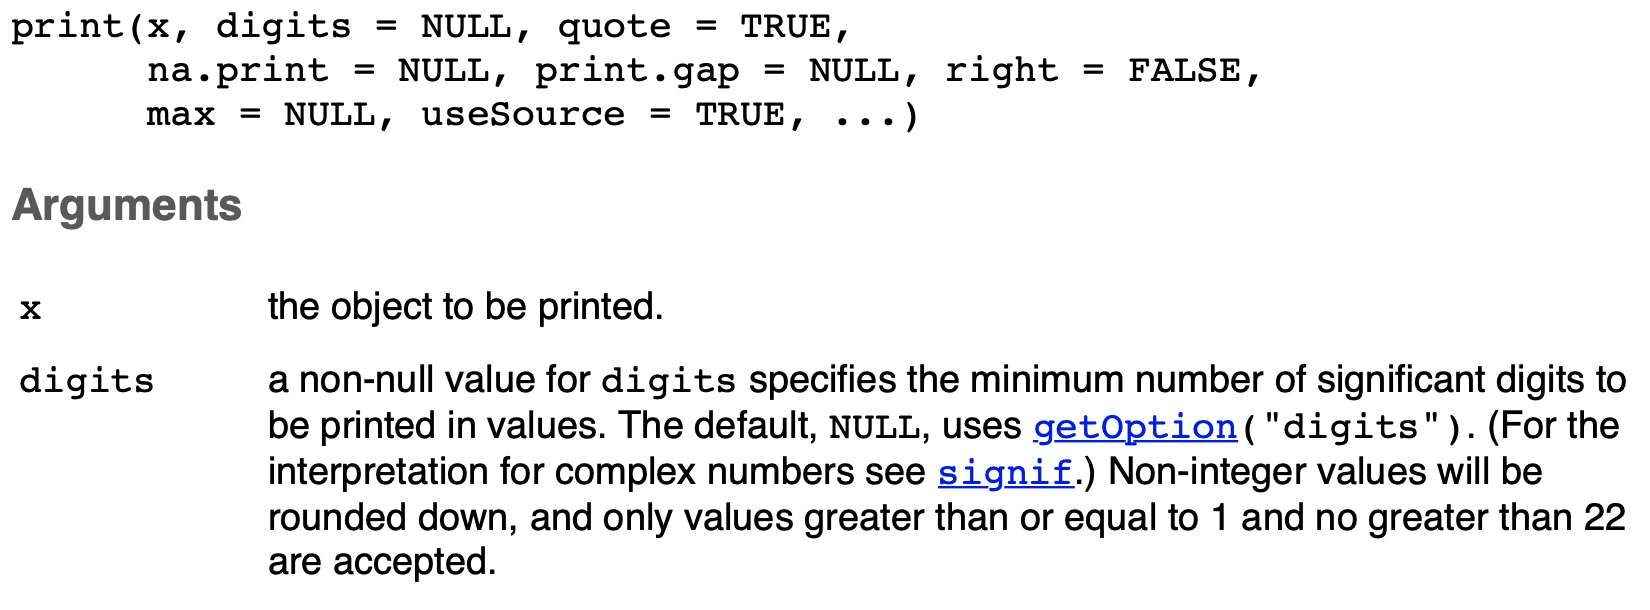 print(x, digits = NULL, quote = TRUE,
na.print = NULL, print.gap = NULL, right = FALSE,
max = NULL, useSource = TRUE, ...)
Arguments
x the object to be printed.
digits a non-null value for digits specifies the minimum number of significant digits to
be printed in values. The default, NULL, uses getOption("digits"). (For the
interpretation for complex numbers see signif.) Non-integer values will be
rounded down, and only values greater than or equal to 1 and no greater than 22
are accepted.